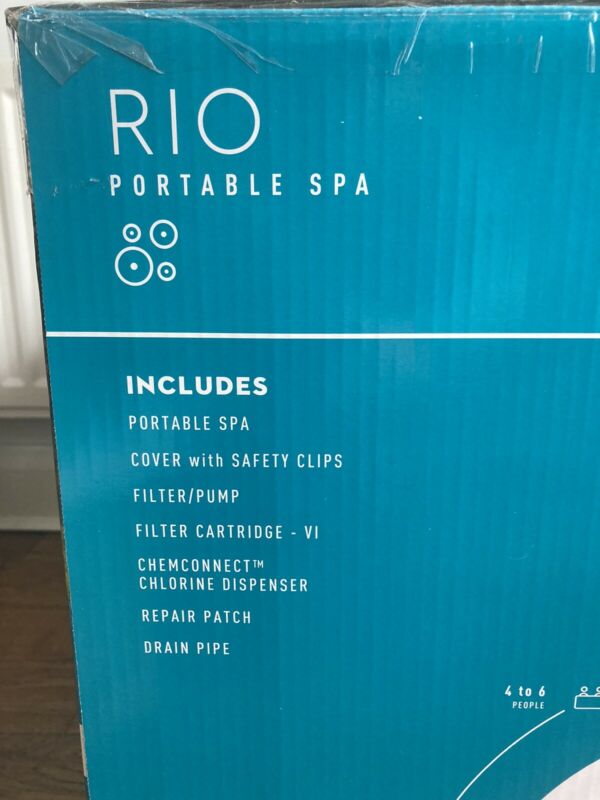 RIO
PORTABLE SPA
INCLUDES
PORTABLE SPA
COVER with SAFETY CLIPS
FILTER/PUMP
FILTER CARTRIDGE - VI
CHEMCONNECT™
CHLORINE DISPENSER
REPAIR PATCH
DRAIN PIPE
4 to 6
PEOPLE